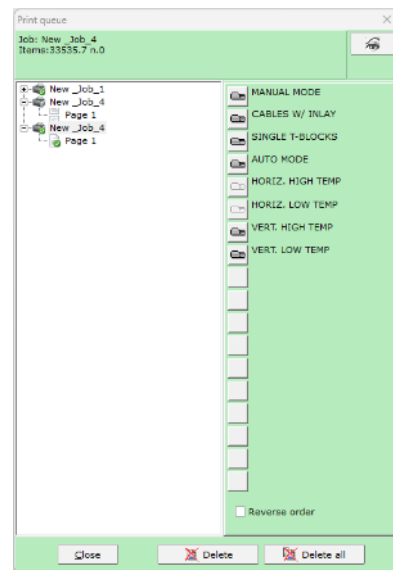 Print queue
Job: New _Job_4
Items:33535.7 n.0
New _Job_1
New _Job_4
Page 1
New _Job_4
Page 1
MANUAL MODE
CABLES W/ INLAY
SINGLE T-BLOCKS
AUTO MODE
HORIZ. HIGH TEMP
HORIZ. LOW TEMP
VERT. HIGH TEMP
VERT. LOW TEMP
Reverse order
Close
Delete
Delete all